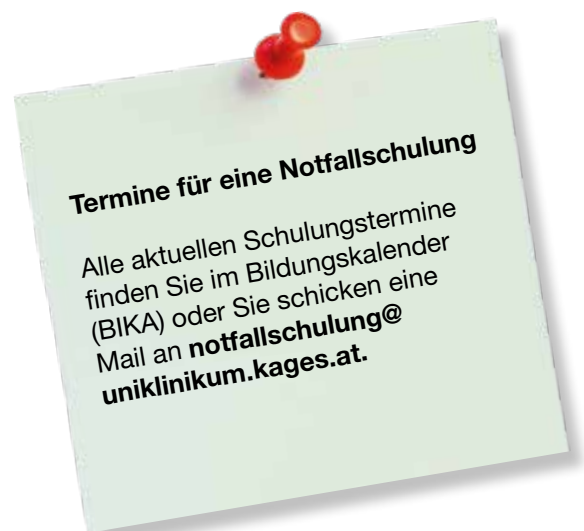 Termine für eine Notfallschulung
Alle aktuellen Schulungstermine
finden Sie im Bildungskalender
(BIKA) oder Sie schicken eine
Mail an notfallschulung@
uniklinikum.kages.at.